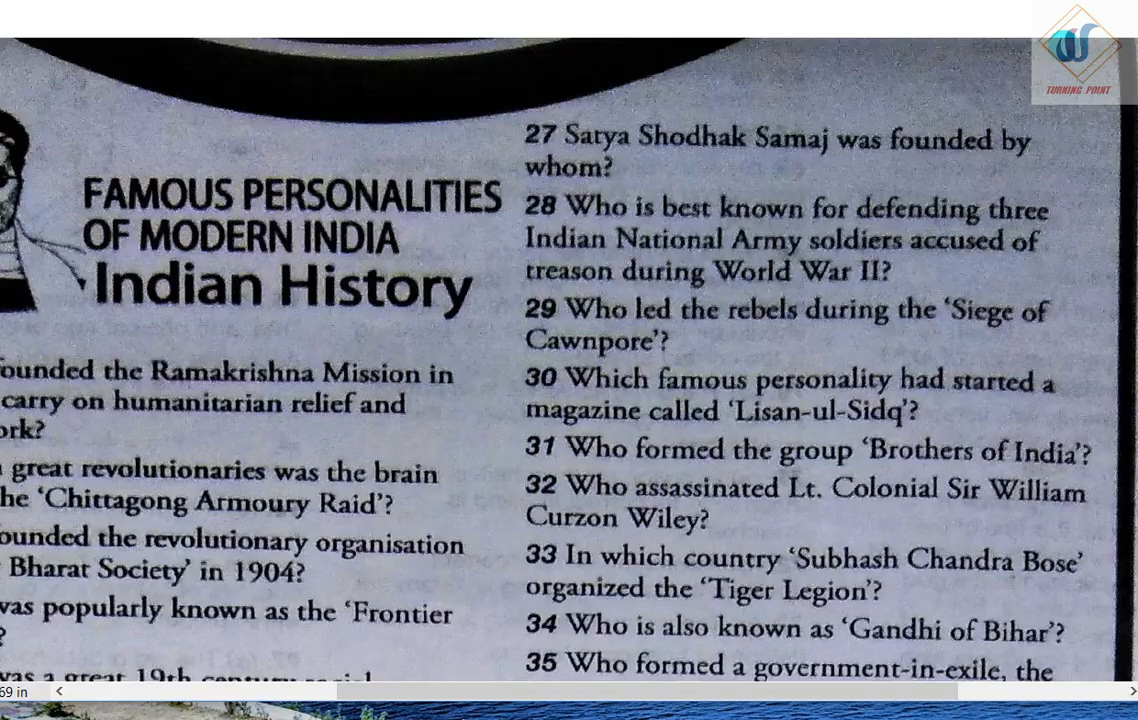 TURNING POINT
FAMOUS PERSONALITIES
OF MODERN INDIA
Indian History
ounded the Ramakrishna Mission in
carry on humanitarian relief and
ork?
great revolutionaries was the brain
he 'Chittagong Armoury Raid'?
ounded the revolutionary organisation
Bharat Society' in 1904?
vas popularly known as the 'Frontier
?
vas a great 19th century social
27 Satya Shodhak Samaj was founded by
whom?
28 Who is best known for defending three
Indian National Army soldiers accused of
treason during World War II?
29 Who led the rebels during the 'Siege of
Cawnpore'?
30 Which famous personality had started a
magazine called 'Lisan-ul-Sidq'?
31 Who formed the group 'Brothers of India'?
32 Who assassinated Lt. Colonial Sir William
Curzon Wiley?
33 In which country 'Subhash Chandra Bose'
organized the 'Tiger Legion'?
34 Who is also known as 'Gandhi of Bihar'?
35 Who formed a government-in-exile, the
69 in